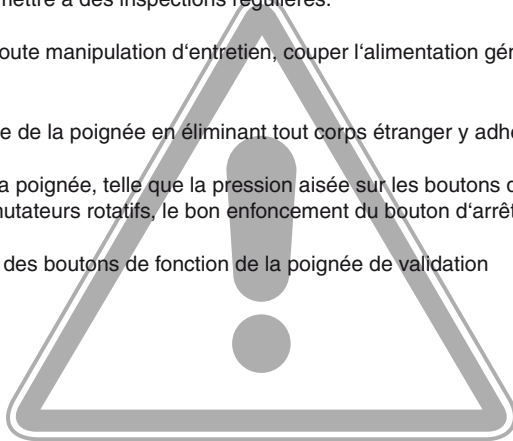 mettre à des inspections régulières.
toute manipulation d‘entretien, couper l‘alimentation gén
e de la poignée en éliminant tout corps étranger y adhé
a poignée, telle que la pression aisée sur les boutons d
mutateurs rotatifs, le bon enfoncement du bouton d‘arrêt
des boutons de fonction de la poignée de validation